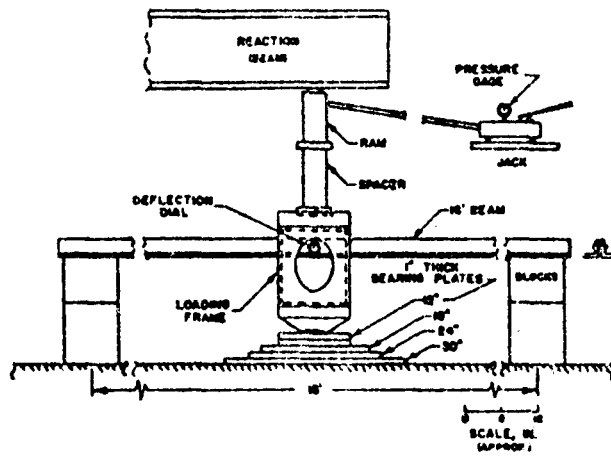 REACTION
BEAM
PRESSURE
GAGE
RAM
JACK
SPACER
DEFLECTION
DIAL
16' BEAM
1" THICK
BEARING PLATES
BLOCKS
LOADING
FRAME
12"
18"
24"
30"
16'
SCALE, IN.
(APPROX.)